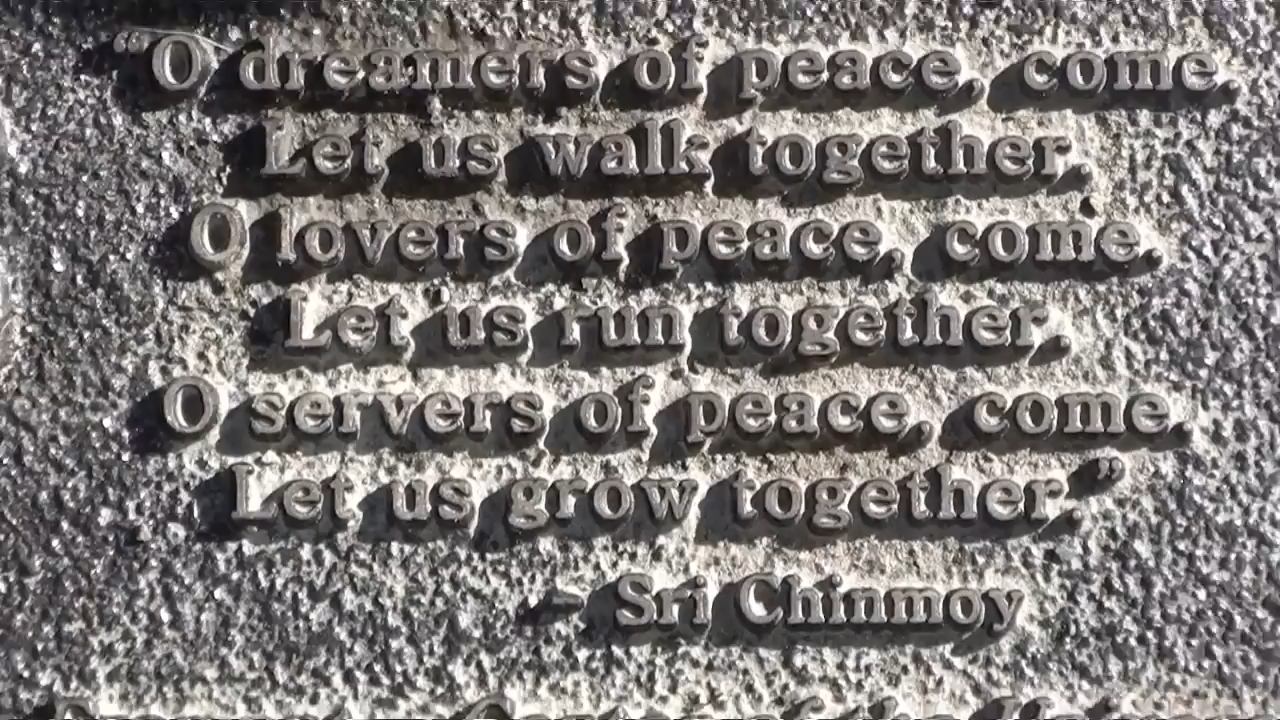 “O dreamers of peace, come.
Let us walk together.
O lovers of peace, come.
Let us run together.
O servers of peace, come.
Let us grow together.”
- Sri Chinmoy